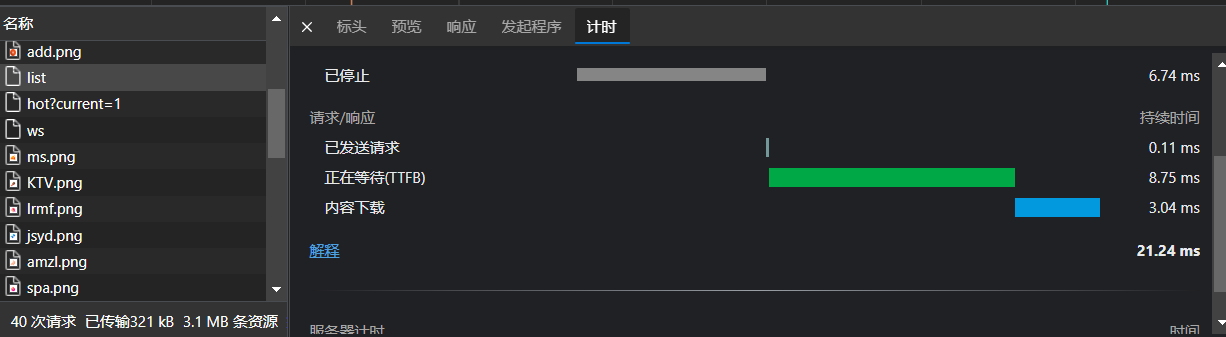 名称
add.png
list
hot?current=1
ws
ms.png
KTV.png
lrmf.png
jsyd.png
amzl.png
spa.png
40 次请求 已传输321 kB 3.1 MB 条资源
标头 预览 响应 发起程序 计时
已停止 6.74 ms
请求/响应 持续时间
已发送请求 0.11 ms
正在等待(TTFB) 8.75 ms
内容下载 3.04 ms
解释 21.24 ms
服务器计时 时间